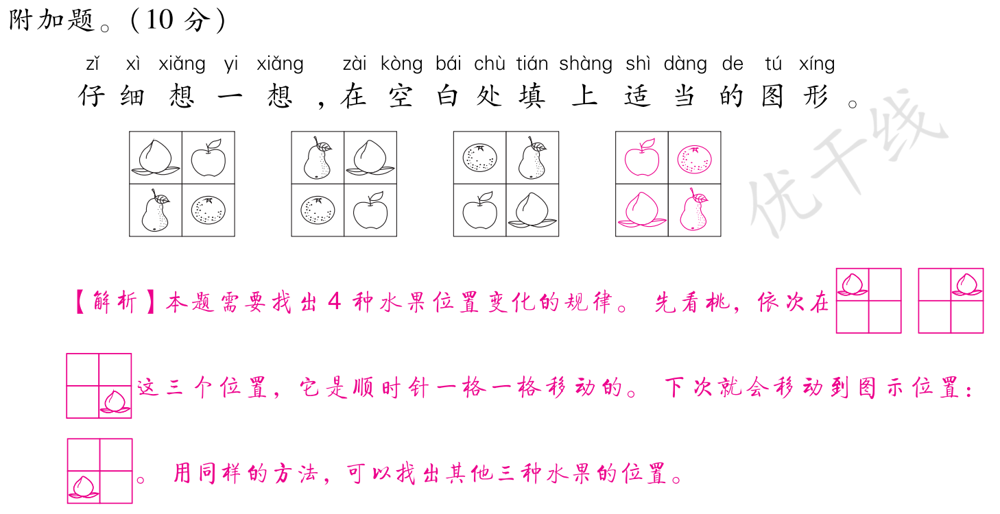 附加题。(10 分)
zǐ xì xiǎng yi xiǎng zài kòng bái chù tián shàng shì dàng de tú xíng
仔细想一想,在空白处填上适当的图形。
优干线
【解析】本题需要找出 4 种水果位置变化的规律。先看桃，依次在
这三个位置，它是顺时针一格一格移动的。下次就会移动到图示位置：
。用同样的方法，可以找出其他三种水果的位置。